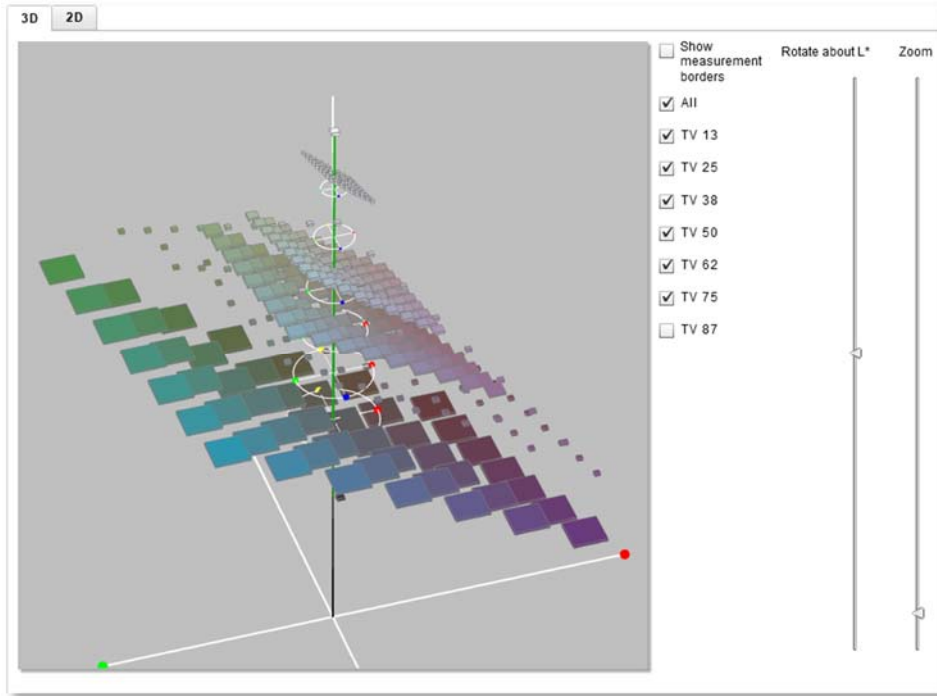 3D 2D
Show
measurement
borders
Rotate about L*
Zoom
All
TV 13
TV 25
TV 38
TV 50
TV 62
TV 75
TV 87